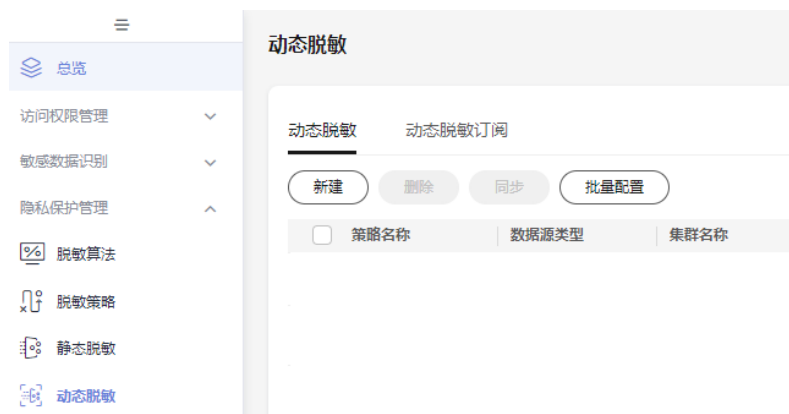 总览
访问权限管理
敏感数据识别
隐私保护管理
脱敏算法
脱敏策略
静态脱敏
动态脱敏
动态脱敏
动态脱敏 动态脱敏订阅
新建 删除 同步 批量配置
策略名称 数据源类型 集群名称